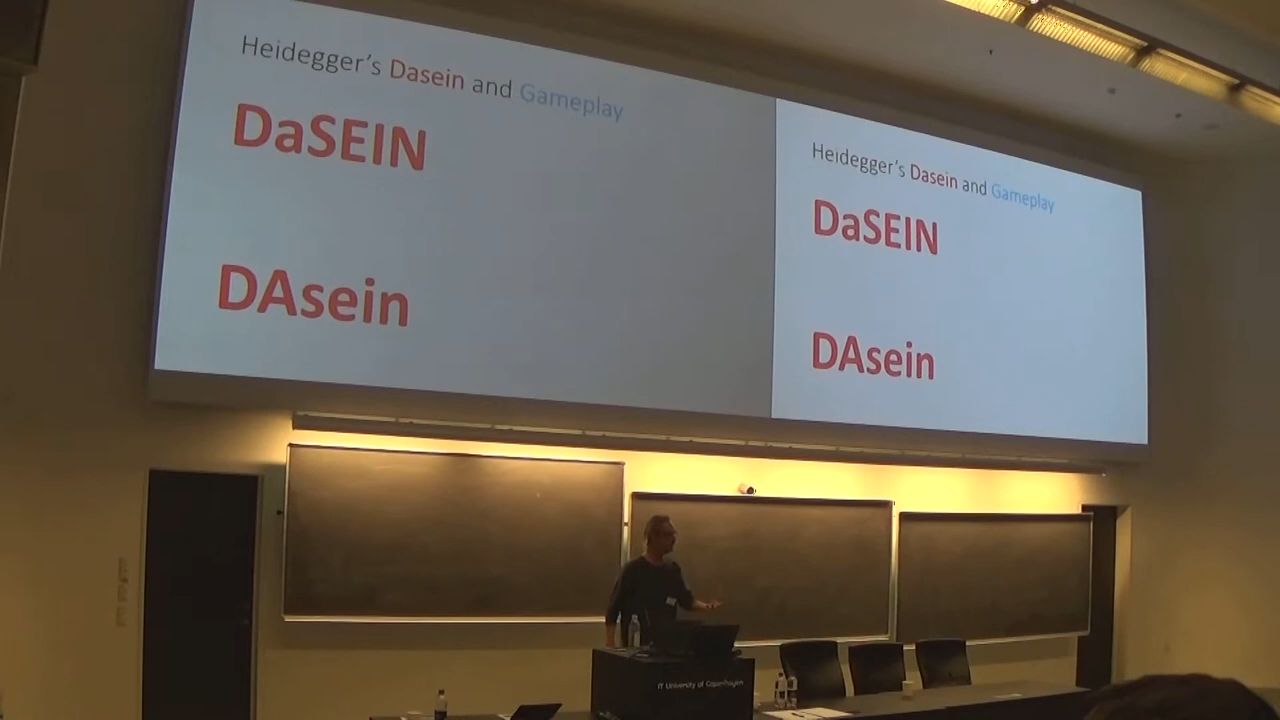 Heidegger's Dasein and Gameplay
DaSEIN
DAsein
Heidegger's Dasein and Gameplay
DaSEIN
DAsein
IT University of Copenhagen